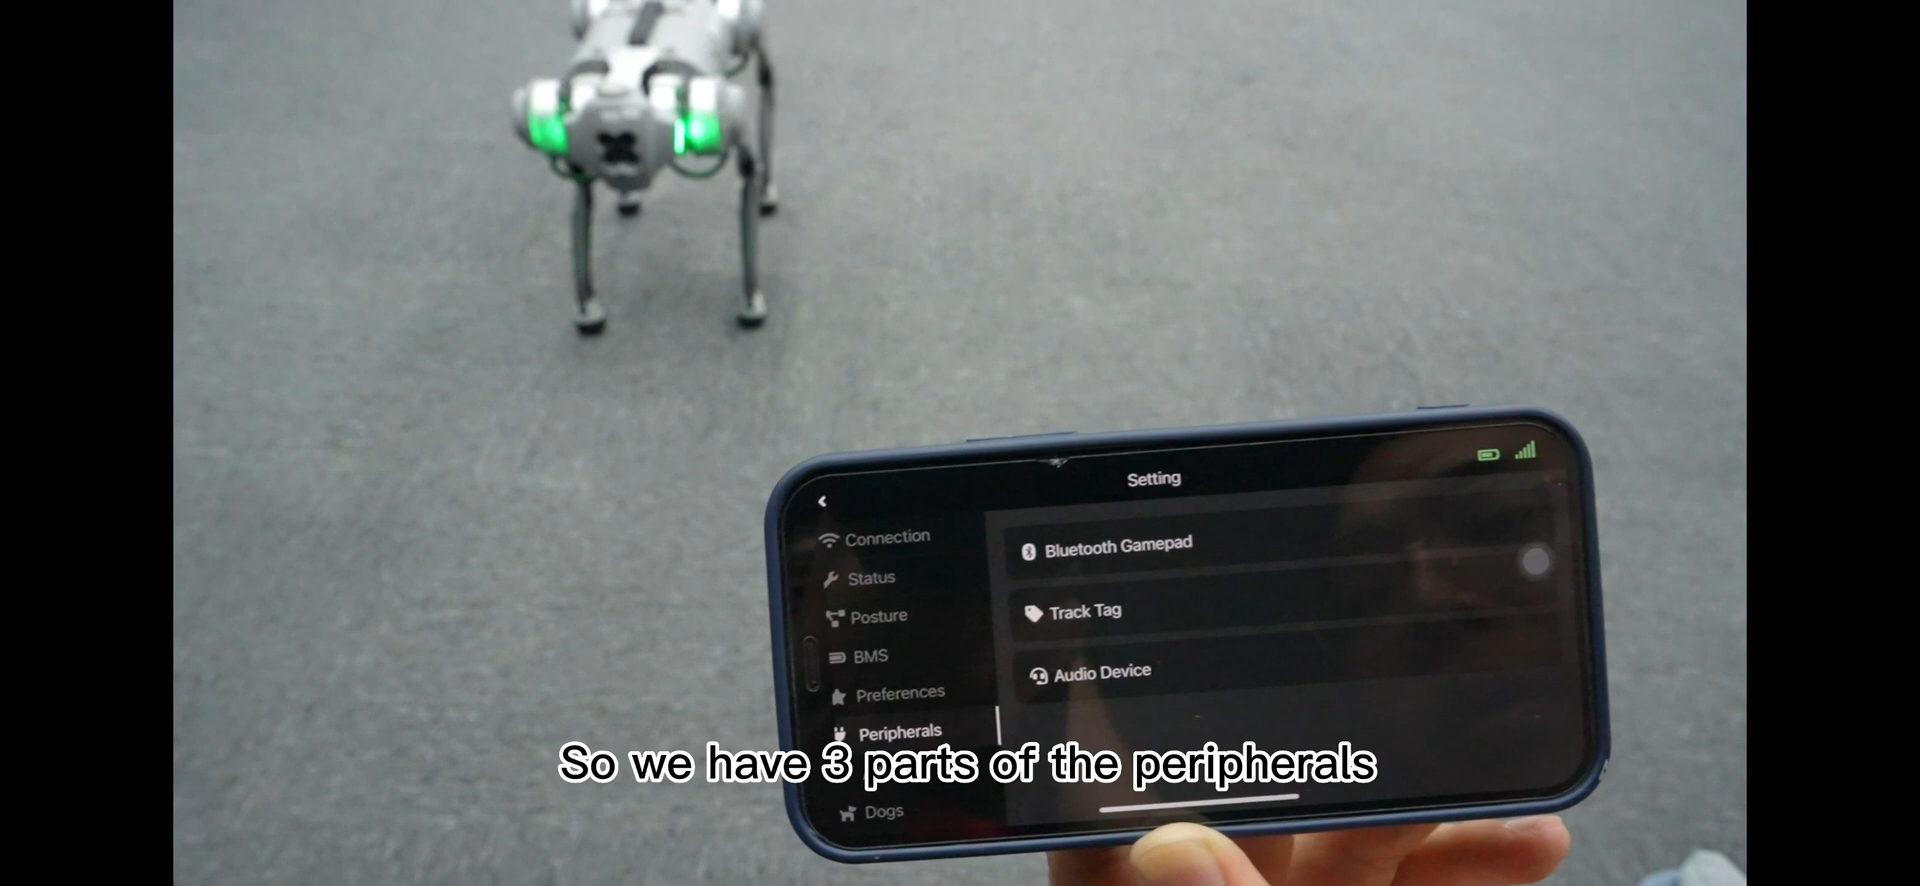 Setting
Connection
Status
Posture
BMS
Preferences
Peripherals
Dogs
Bluetooth Gamepad
Track Tag
Audio Device
So we have 3 parts of the peripherals